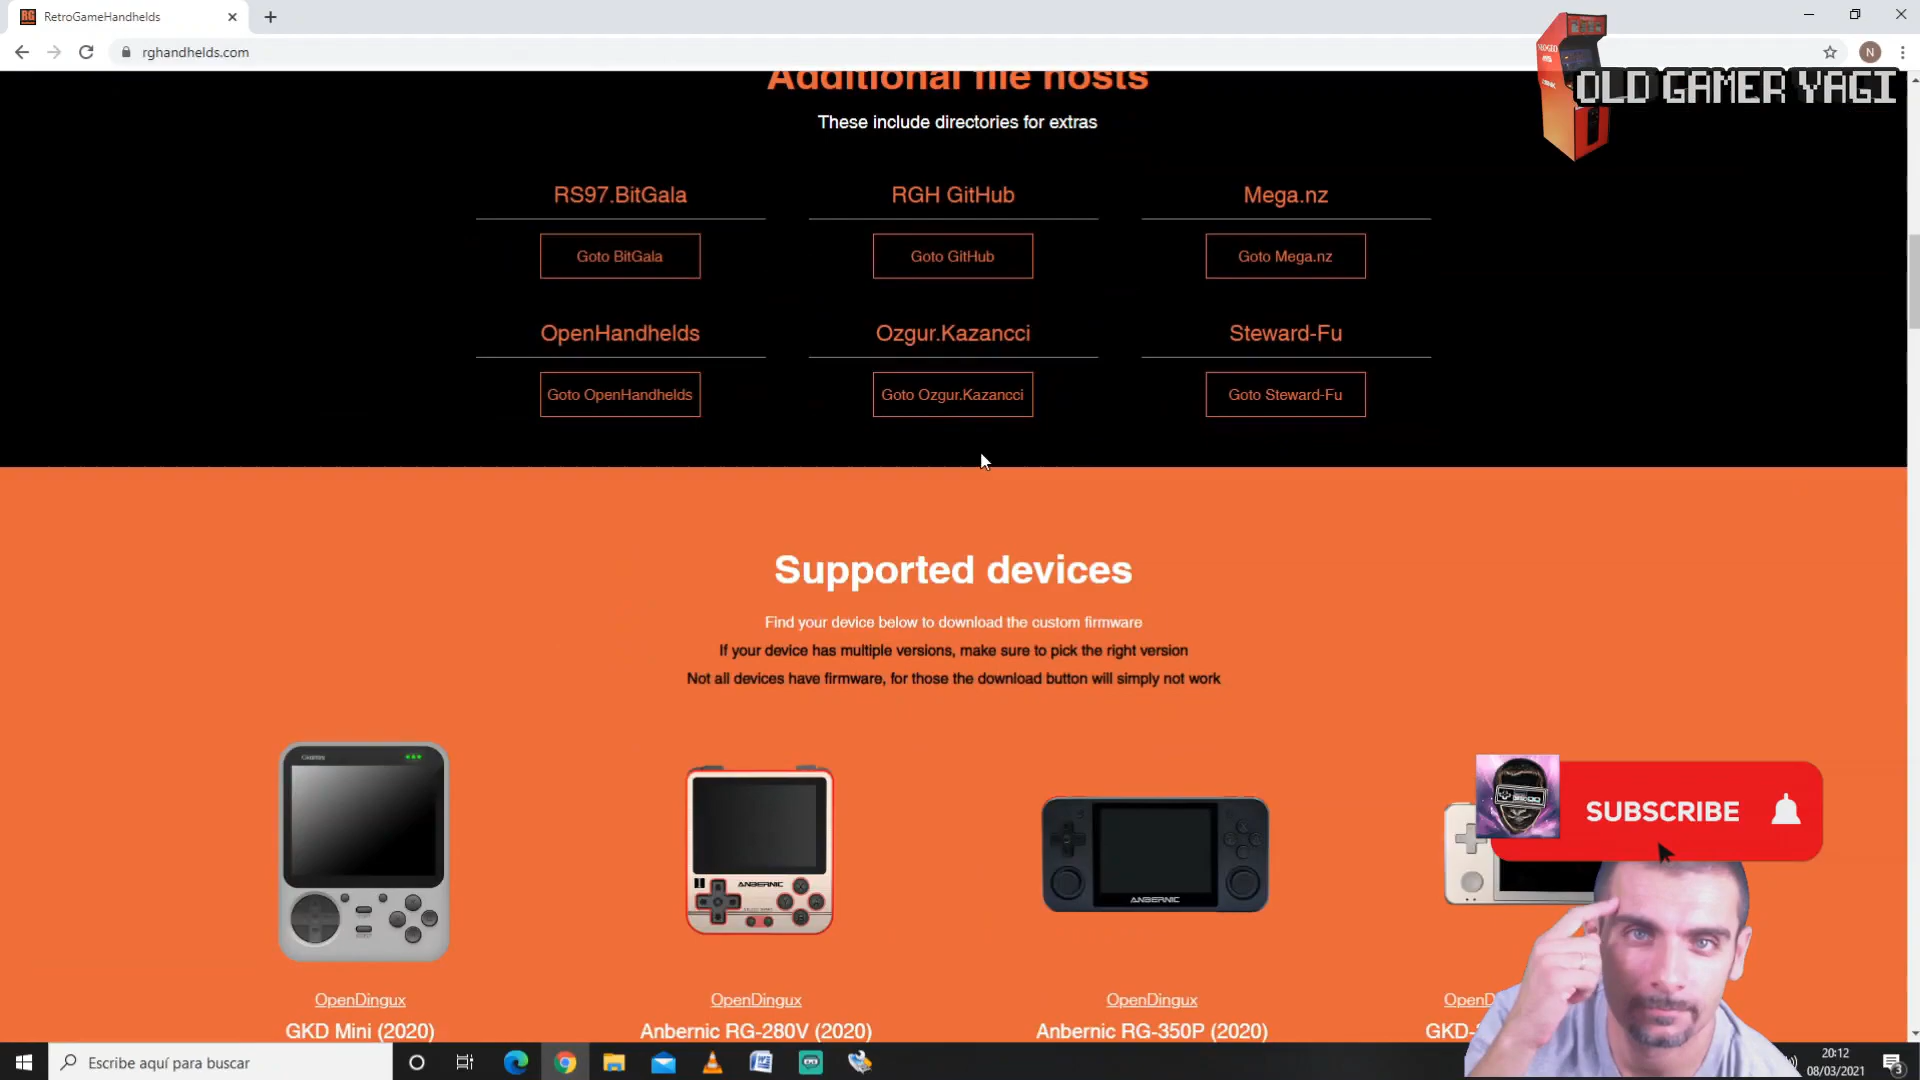 RG RetroGameHandhelds
rghandhelds.com
N
OLD GAMER YAGI
Additional file hosts
These include directories for extras
RS97.BitGala
RGH GitHub
Mega.nz
Goto BitGala
Goto GitHub
Goto Mega.nz
OpenHandhelds
Ozgur.Kazancci
Steward-Fu
Goto OpenHandhelds
Goto Ozgur.Kazancci
Goto Steward-Fu
Supported devices
Find your device below to download the custom firmware
If your device has multiple versions, make sure to pick the right version
Not all devices have firmware, for those the download button will simply not work
ANBERNIC
ANBERNIC
SUBSCRIBE
OpenDingux
OpenDingux
OpenDingux
GKD Mini (2020)
Anbernic RG-280V (2020)
Anbernic RG-350P (2020)
Escribe aquí para buscar
20:12
08/03/2021
3